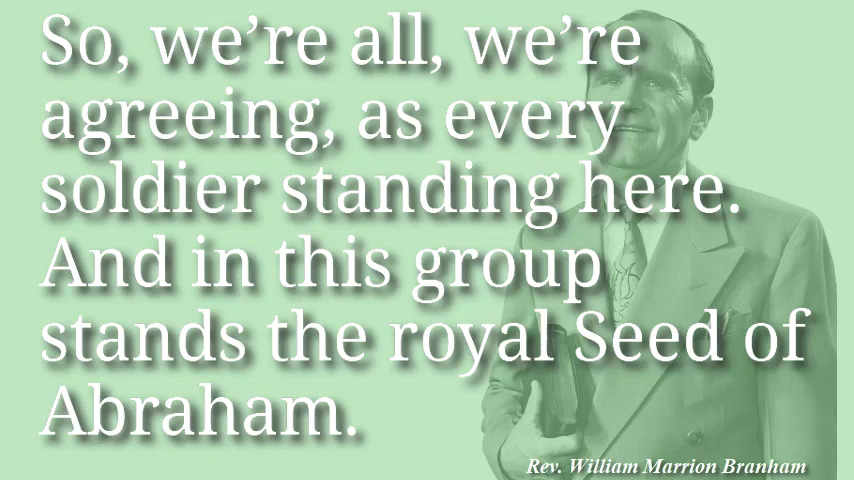 So, we’re all, we’re
agreeing, as every
soldier standing here.
And in this group
stands the royal Seed of
Abraham.
Rev. William Marrion Branham